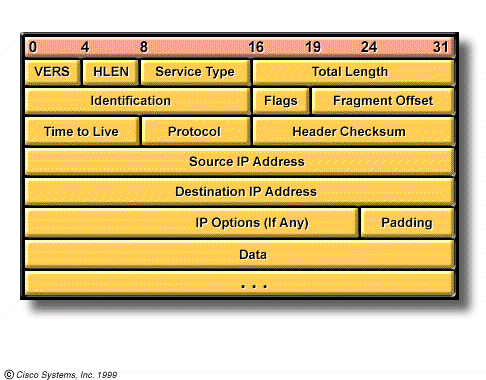 0 4 8 16 19 24 31
VERS HLEN Service Type Total Length
Identification Flags Fragment Offset
Time to Live Protocol Header Checksum
Source IP Address
Destination IP Address
IP Options (If Any) Padding
Data
. . .
© Cisco Systems, Inc. 1999